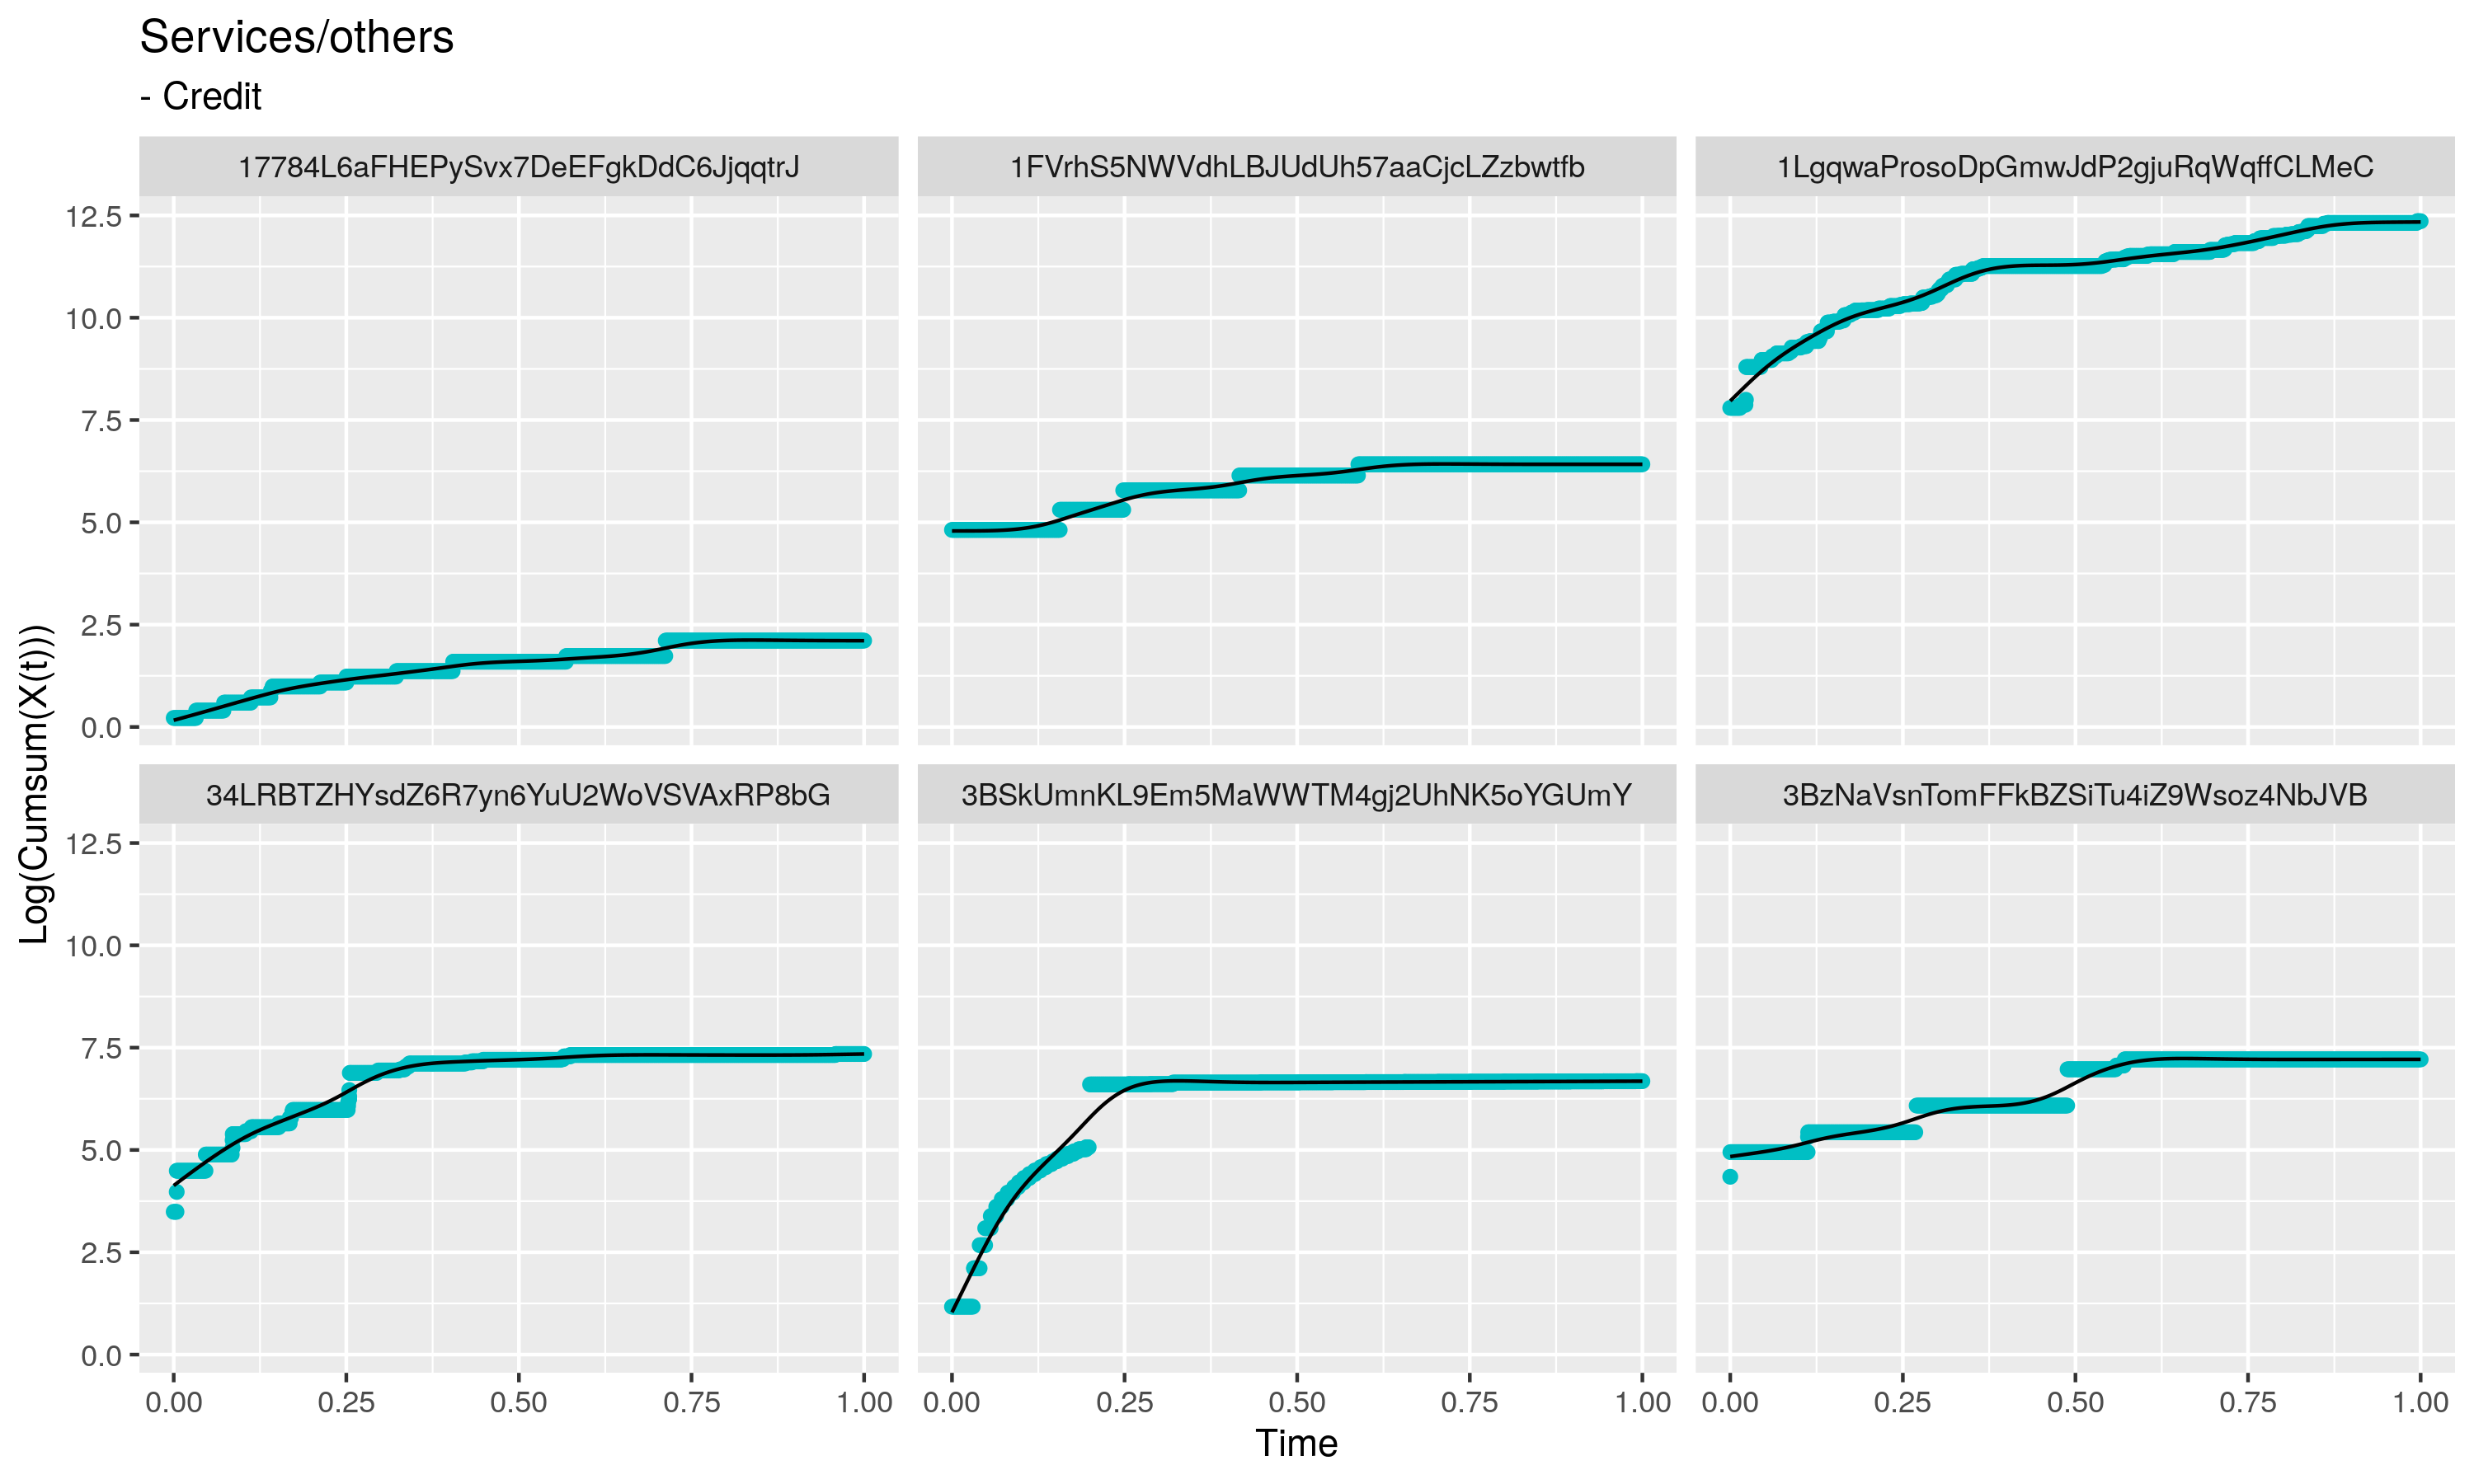 Services/others
- Credit
17784L6aFHEPySvx7DeEFgkDdC6JjqqtrJ
1FVrhS5NWVdhLBJUdUh57aaCjcLZzbwtfb
1LgqwaProsoDpGmwJdP2gjuRqWqffCLMeC
12.5
10.0
7.5
5.0
2.5
0.0
Log(Cumsum(X(t)))
34LRBTZHYsdZ6R7yn6YuU2WoVSVAxRP8bG
3BSkUmnKL9Em5MaWWTM4gj2UhNK5oYGUmY
3BzNaVsnTomFFkBZSiTu4iZ9Wsoz4NbJVB
12.5
10.0
7.5
5.0
2.5
0.0
0.00 0.25 0.50 0.75 1.00
0.00 0.25 0.50 0.75 1.00
0.00 0.25 0.50 0.75 1.00
Time